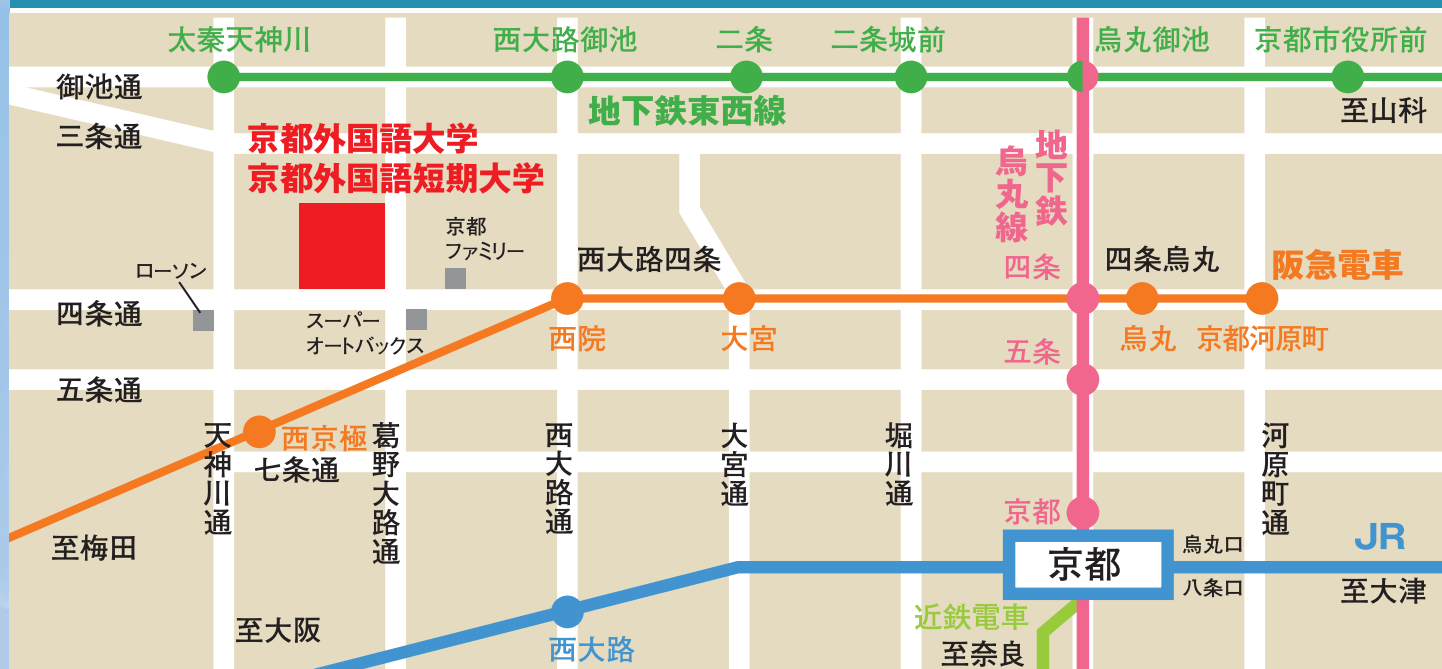 太秦天神川
西大路御池
二条
二条城前
烏丸御池
京都市役所前
御池通
地下鉄東西線
至山科
三条通
京都外国語大学
京都外国語短期大学
地下鉄
烏丸線
京都
ファミリー
ローソン
西大路四条
四条
四条烏丸
阪急電車
四条通
スーパー
オートバックス
西院
大宮
烏丸
京都河原町
五条
五条通
西京極
七条通
天神川通
葛野大路通
西大路通
大宮通
堀川通
河原町通
京都
至梅田
京都
烏丸口
八条口
JR
至大津
近鉄電車
至奈良
至大阪
西大路